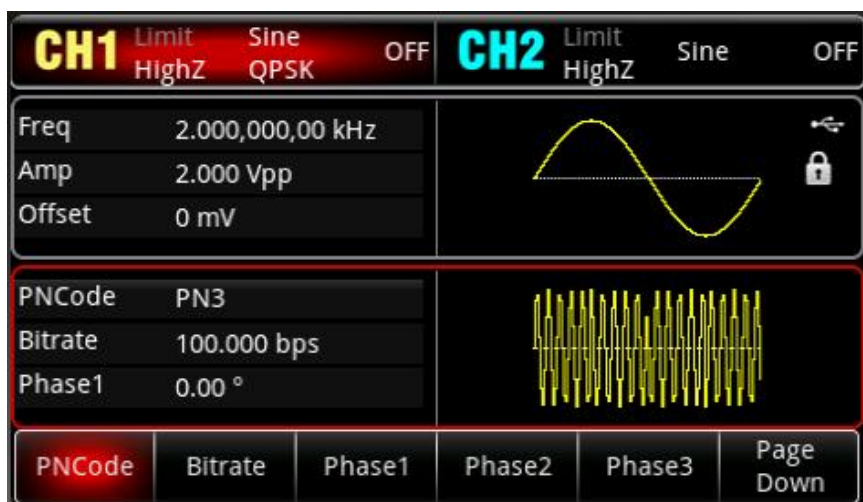 CH1 Limit Sine OFF CH2 Limit Sine OFF
HighZ QPSK HighZ
Freq 2.000,000,00 kHz
Amp 2.000 Vpp
Offset 0 mV
PNCode PN3
Bitrate 100.000 bps
Phase1 0.00 °
PNCode Bitrate Phase1 Phase2 Phase3 Page
Down